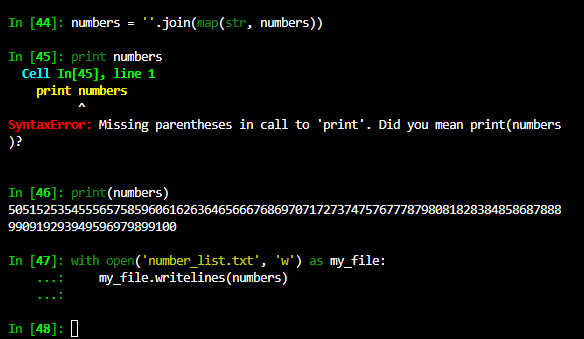 In [44]: numbers = ''.join(map(str, numbers))
In [45]: print numbers
Cell In[45], line 1
print numbers
^
SyntaxError: Missing parentheses in call to 'print'. Did you mean print(numbers
)?
In [46]: print(numbers)
5051525354555657585960616263646566676869707172737475767778798081828384858687888
990919293949596979899100
In [47]: with open('number_list.txt', 'w') as my_file:
...: my_file.writelines(numbers)
...:
In [48]: